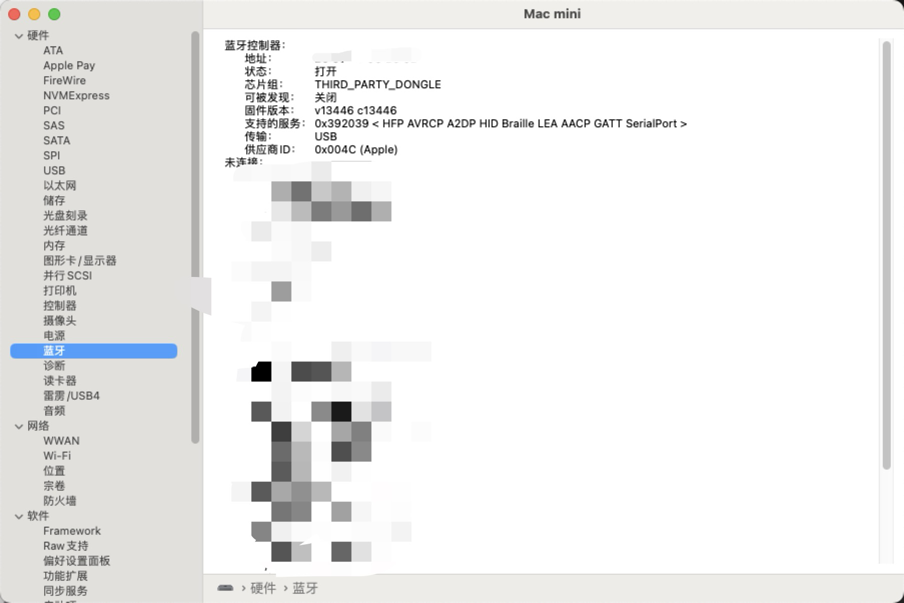 Mac mini
硬件
ATA
Apple Pay
FireWire
NVMExpress
PCI
SAS
SATA
SPI
USB
以太网
储存
光盘刻录
光纤通道
内存
图形卡/显示器
并行 SCSI
打印机
控制器
摄像头
电源
蓝牙
诊断
读卡器
雷雳/USB4
音频
网络
WWAN
Wi-Fi
位置
宗卷
防火墙
软件
Framework
Raw 支持
偏好设置面板
功能扩展
同步服务
蓝牙控制器:
地址:
状态: 打开
芯片组: THIRD_PARTY_DONGLE
可被发现: 关闭
固件版本: v13446 c13446
支持的服务: 0x392039 < HFP AVRCP A2DP HID Braille LEA AACP GATT SerialPort >
传输: USB
供应商ID: 0x004C (Apple)
未连接:
硬件 › 蓝牙